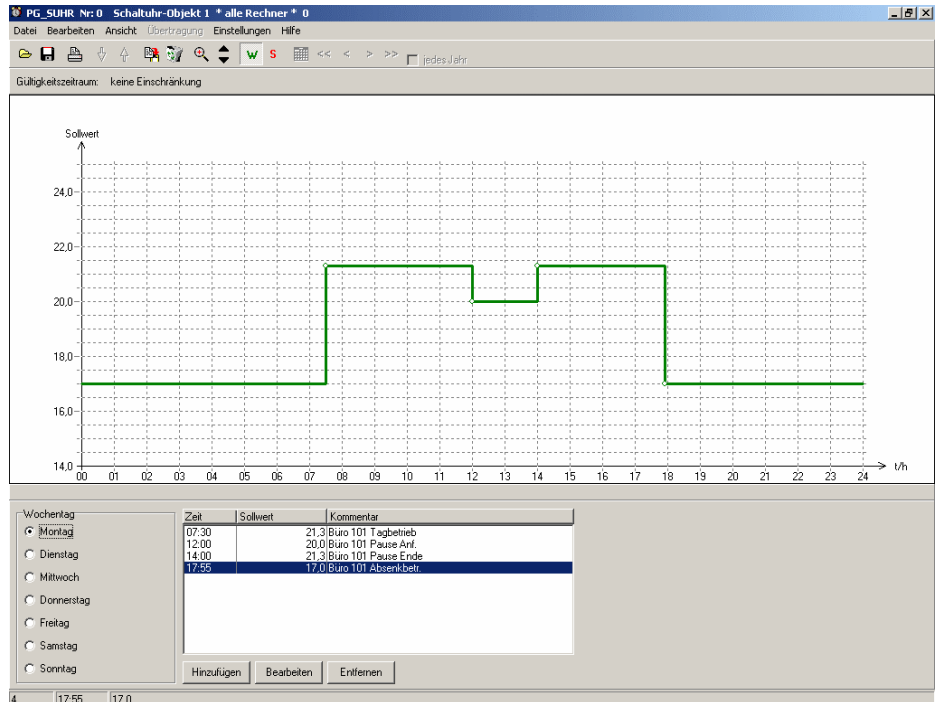 PG_SUHR Nr: 0 Schaltuhr-Objekt 1 * alle Rechner * 0
Datei Bearbeiten Ansicht Übertragung Einstellungen Hilfe
W S << < > >> jedes Jahr
Gültigkeitszeitraum: keine Einschränkung
Sollwert
24,0
22,0
20,0
18,0
16,0
14,0
00 01 02 03 04 05 06 07 08 09 10 11 12 13 14 15 16 17 18 19 20 21 22 23 24 t/h
Wochentag
Montag
Dienstag
Mittwoch
Donnerstag
Freitag
Samstag
Sonntag
Zeit Sollwert Kommentar
07:30 21,3 Büro 101 Tagbetrieb
12:00 20,0 Büro 101 Pause Anf.
14:00 21,3 Büro 101 Pause Ende
17:55 17,0 Büro 101 Absenkbetr.
Hinzufügen Bearbeiten Entfernen
4 17:55 17.0